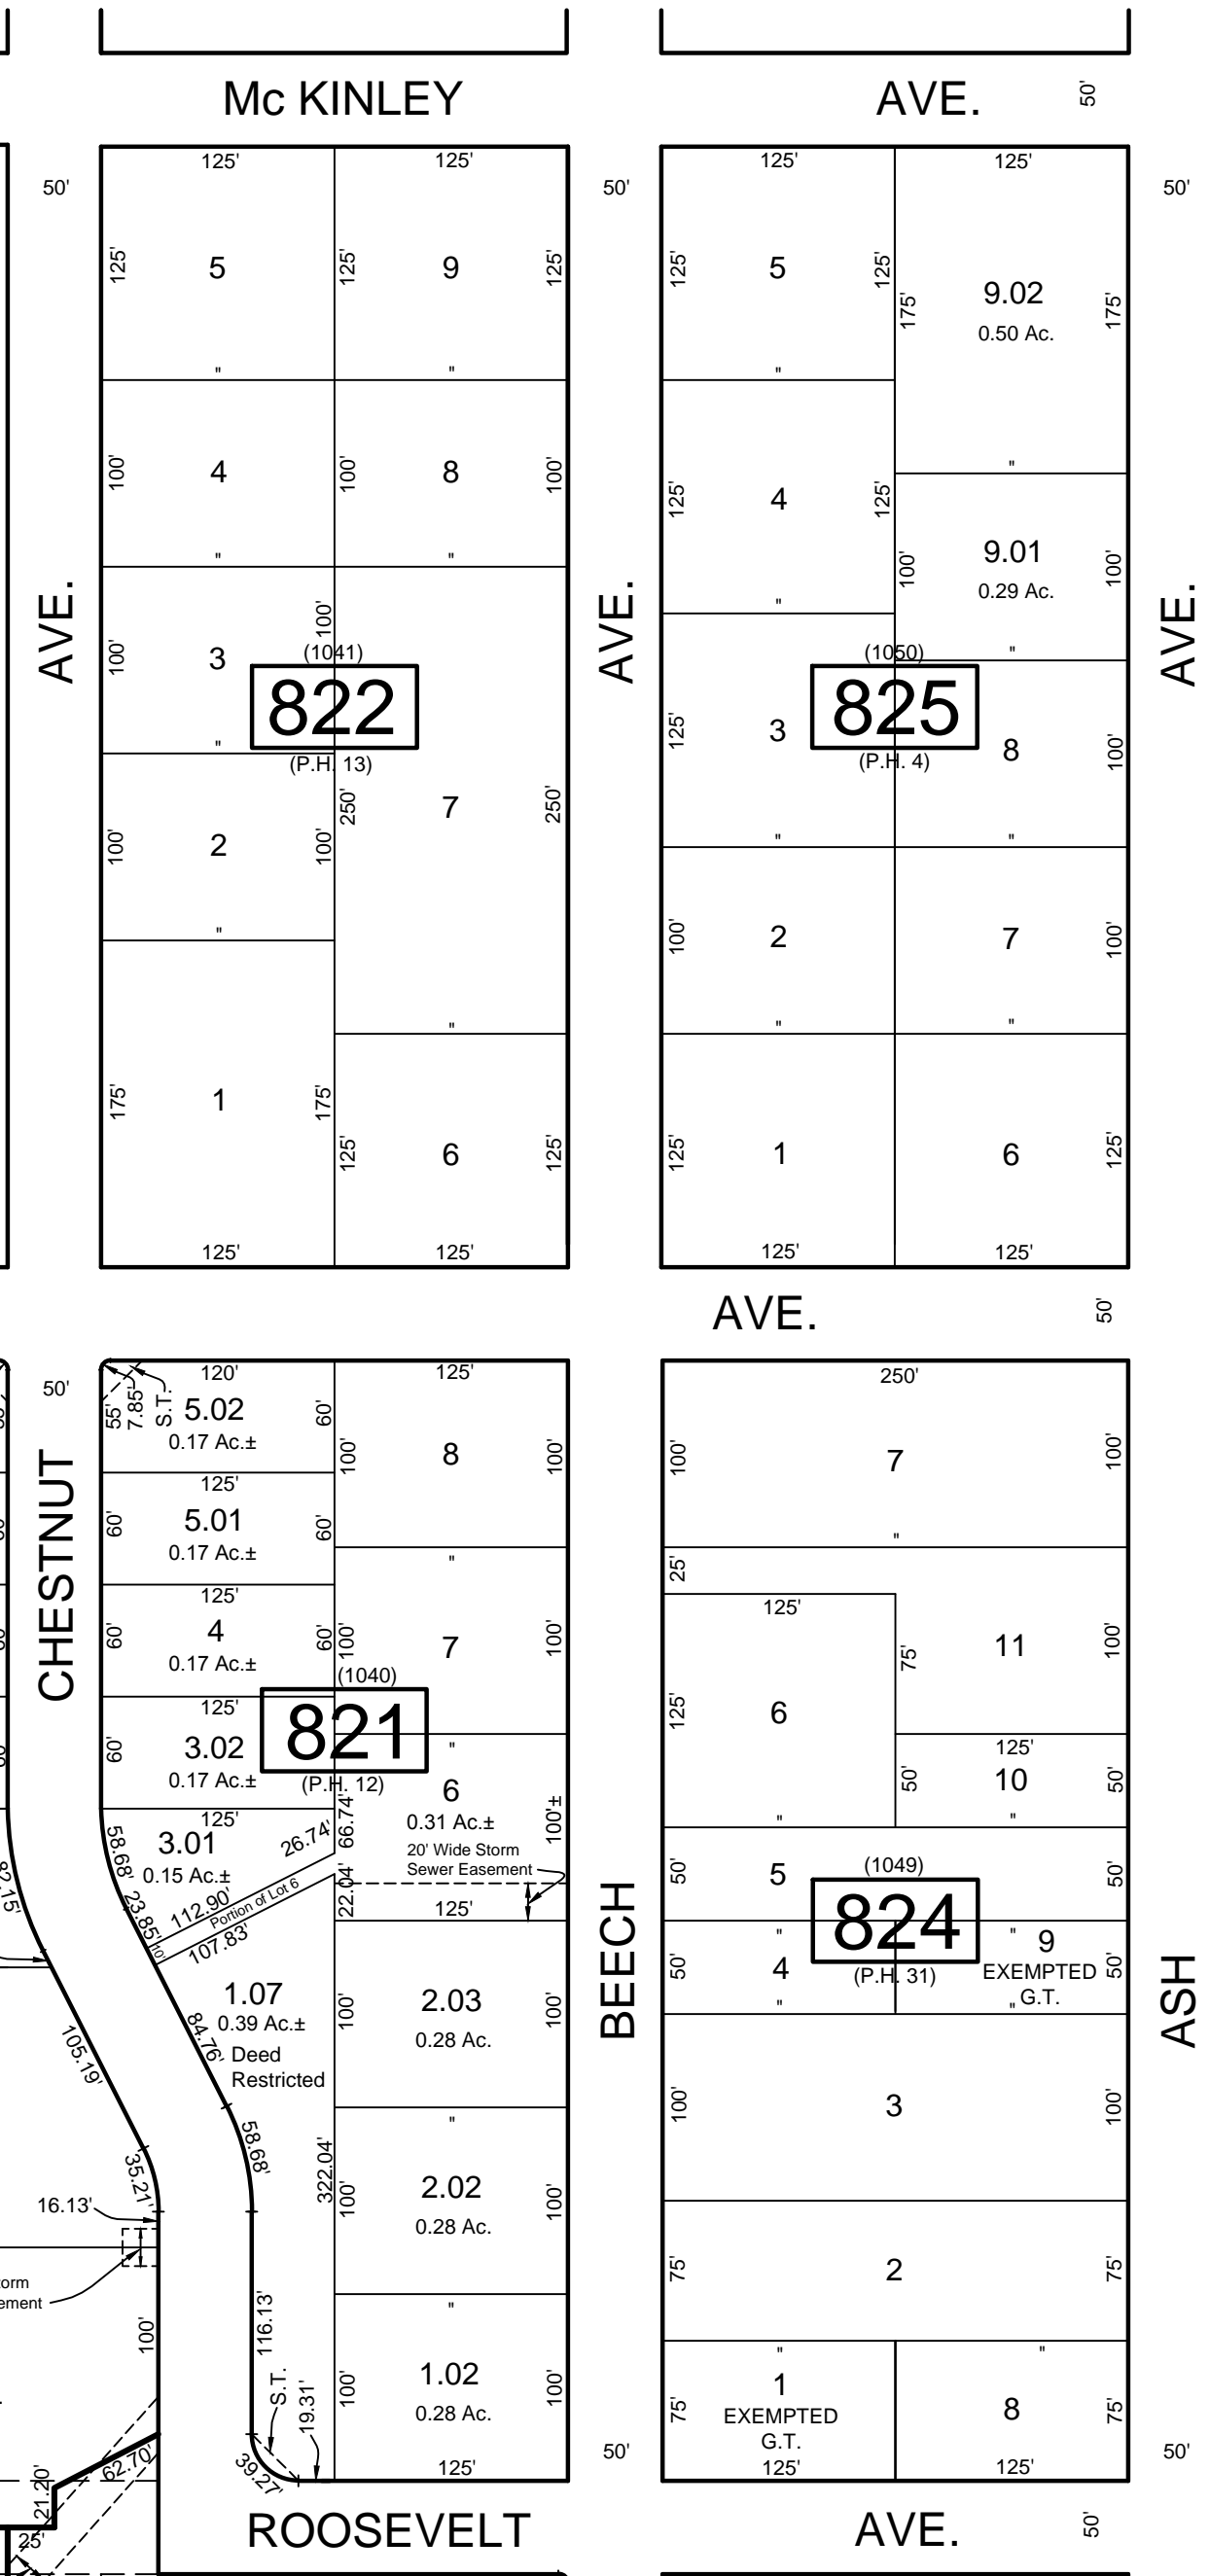 Mc KINLEY AVE. 50'
50' 50' 50'
125' 125'
125' 5 125' 9 125'
" "
100' 4 100' 8 100'
" "
100' 3 100'
(1041)
822
(P.H. 13)
"
100' 2 100' 250' 7 250'
" "
175' 1 175' 125' 6 125'
125' 125'
AVE. AVE. AVE.
125' 125'
125' 5 125' 175' 9.02 175'
0.50 Ac.
" "
125' 4 125' 100' 9.01 100'
0.29 Ac.
" "
(1050)
825
(P.H. 4)
125' 3 8 100'
" "
100' 2 7 100'
" "
125' 1 6 125'
125' 125'
AVE. 50'
50'
CHESTNUT
120' 125'
55' 7.85' S.T. 5.02 60'
0.17 Ac.±
100' 8 100'
125'
60' 5.01 60'
0.17 Ac.±
"
125'
60' 4 60' 100' 7 100'
0.17 Ac.±
(1040)
821
(P.H. 12)
125'
60' 3.02
0.17 Ac.±
"
6
0.31 Ac.±
100'±
20' Wide Storm
Sewer Easement
125'
3.01
0.15 Ac.±
58.68' 23.85' 26.74' 66.74'
112.90'
Portion of Lot 6
10'
107.83'
22.04'
125'
1.07
0.39 Ac.±
Deed
Restricted
84.76'
58.68'
322.04'
100' 2.03 100'
0.28 Ac.
"
100' 2.02 100'
0.28 Ac.
"
100' 1.02 100'
0.28 Ac.
125'
116.13'
S.T.
19.31'
39.27'
82.15'
105.19'
35.21'
16.13'
orm
ement
100'
62.70'
21.20'
25'
BEECH
50'
250'
100' 7 100'
"
25'
125'
125' 6 75' 11 100'
125'
50' 10 50'
" "
50' 5 50'
(1049)
824
(P.H. 31)
" "
50' 4 9 50'
EXEMPTED
G.T.
" "
100' 3 100'
75' 2 75'
" "
75' 1 8 75'
EXEMPTED
G.T.
125' 125'
ASH
50'
ROOSEVELT AVE. 50'